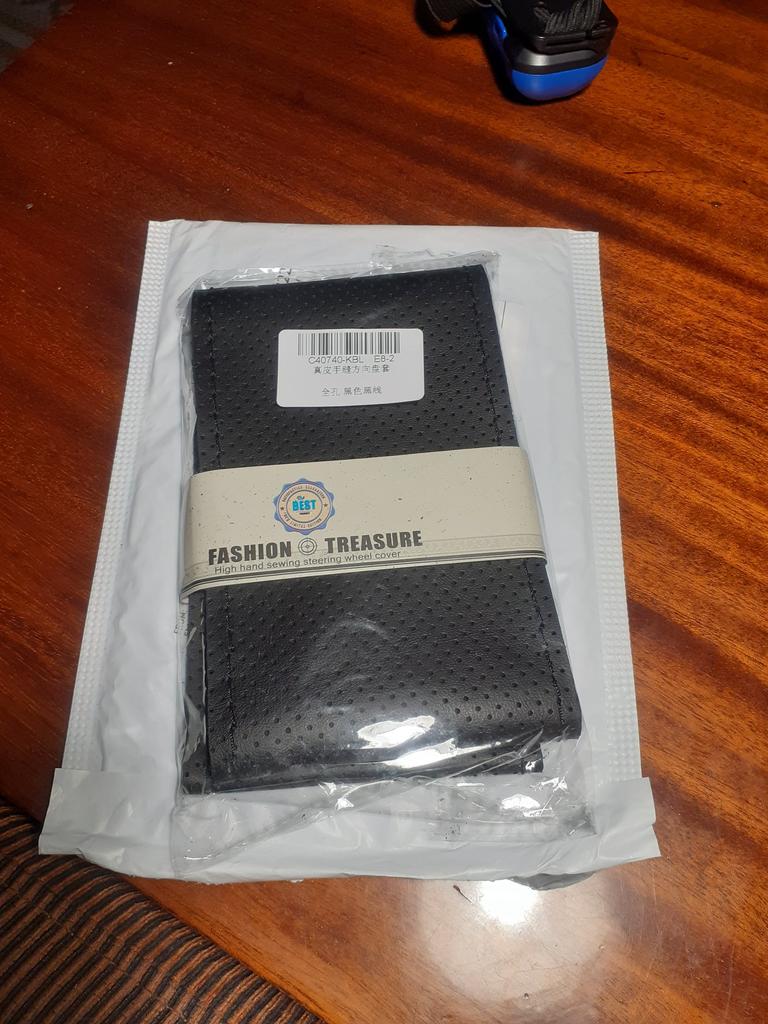 C40740-KBL E8-2
真皮手缝方向盘套
全孔 黑色黑线
BEST
FASHION TREASURE
High hand sewing steering wheel cover